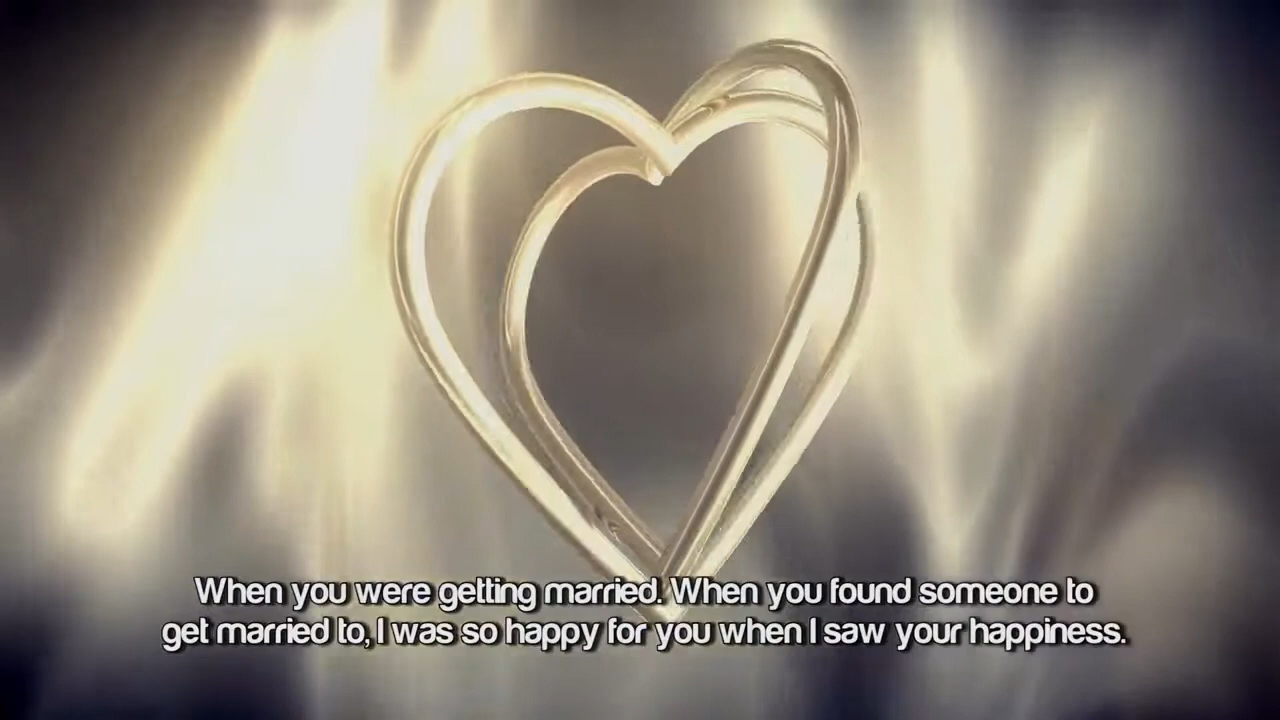 When you were getting married. When you found someone to
get married to, I was so happy for you when I saw your happiness.